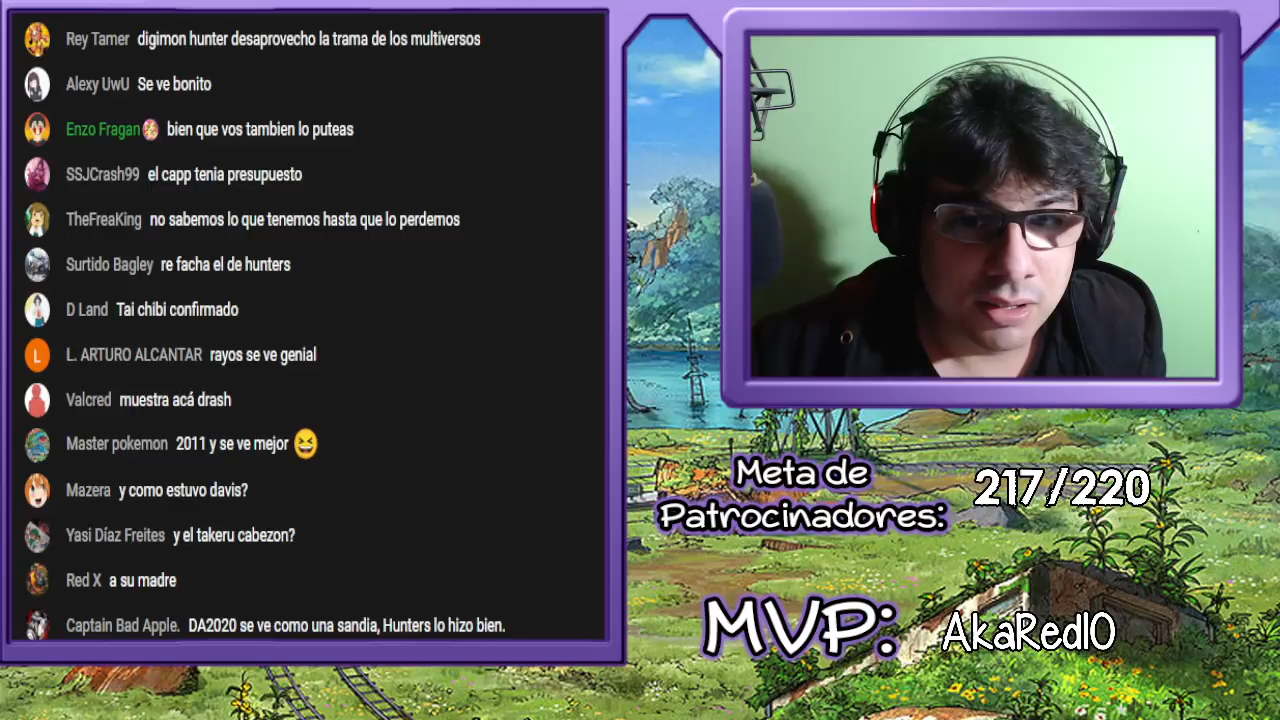 Rey Tamer digimon hunter desaprovecho la trama de los multiversos
Alexy UwU Se ve bonito
Enzo Fragan bien que vos tambien lo puteas
SSJCrash99 el capp tenia presupuesto
TheFreaKing no sabemos lo que tenemos hasta que lo perdemos
Surtido Bagley re facha el de hunters
D Land Tai chibi confirmado
L
L. ARTURO ALCANTAR rayos se ve genial
Valcred muestra acá drash
Master pokemon 2011 y se ve mejor 😆
Mazera y como estuvo davis?
Yasi Díaz Freites y el takeru cabezon?
Red X a su madre
Captain Bad Apple. DA2020 se ve como una sandia, Hunters lo hizo bien.
Meta de
Patrocinadores:
217/220
MVP:
AkaRed10